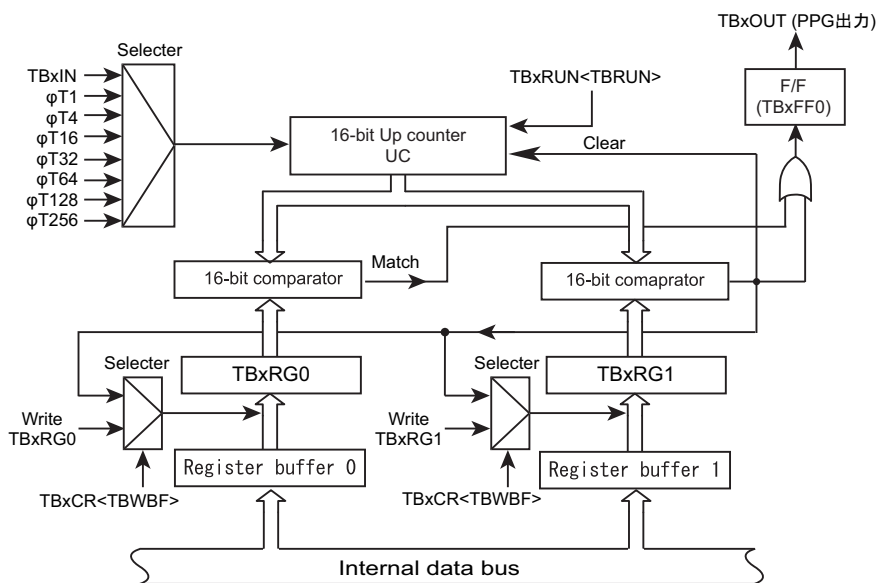 TBxOUT (PPG出力)
Selecter
TBxIN
φT1
φT4
φT16
φT32
φT64
φT128
φT256
TBxRUN<TBRUN>
F/F
(TBxFF0)
16-bit Up counter
UC
Clear
16-bit comparator
Match
16-bit comaprator
Selecter
TBxRG0
Selecter
TBxRG1
Write
TBxRG0
Write
TBxRG1
Register buffer 0
Register buffer 1
TBxCR<TBWBF>
TBxCR<TBWBF>
Internal data bus